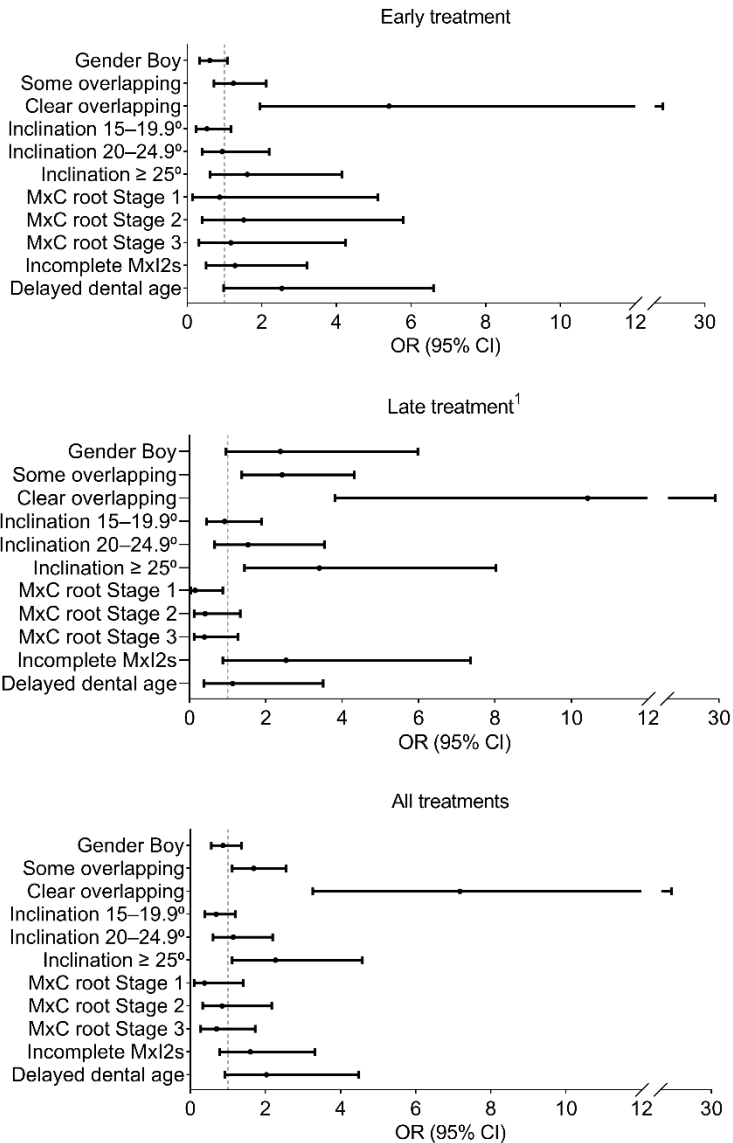 Early treatment
Gender Boy
Some overlapping
Clear overlapping
Inclination 15–19.9º
Inclination 20–24.9º
Inclination ≥ 25º
MxC root Stage 1
MxC root Stage 2
MxC root Stage 3
Incomplete MxI2s
Delayed dental age
0 2 4 6 8 10 12 30
OR (95% CI)
Late treatment¹
Gender Boy
Some overlapping
Clear overlapping
Inclination 15–19.9º
Inclination 20–24.9º
Inclination ≥ 25º
MxC root Stage 1
MxC root Stage 2
MxC root Stage 3
Incomplete MxI2s
Delayed dental age
0 2 4 6 8 10 12 30
OR (95% CI)
All treatments
Gender Boy
Some overlapping
Clear overlapping
Inclination 15–19.9º
Inclination 20–24.9º
Inclination ≥ 25º
MxC root Stage 1
MxC root Stage 2
MxC root Stage 3
Incomplete MxI2s
Delayed dental age
0 2 4 6 8 10 12 30
OR (95% CI)